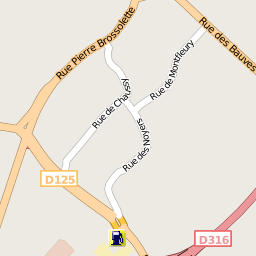 Rue Pierre Brossolette
Rue des Bauves
Rue de Montfleury
Rue de Chaussy
Rue des Noyers
D125
D316